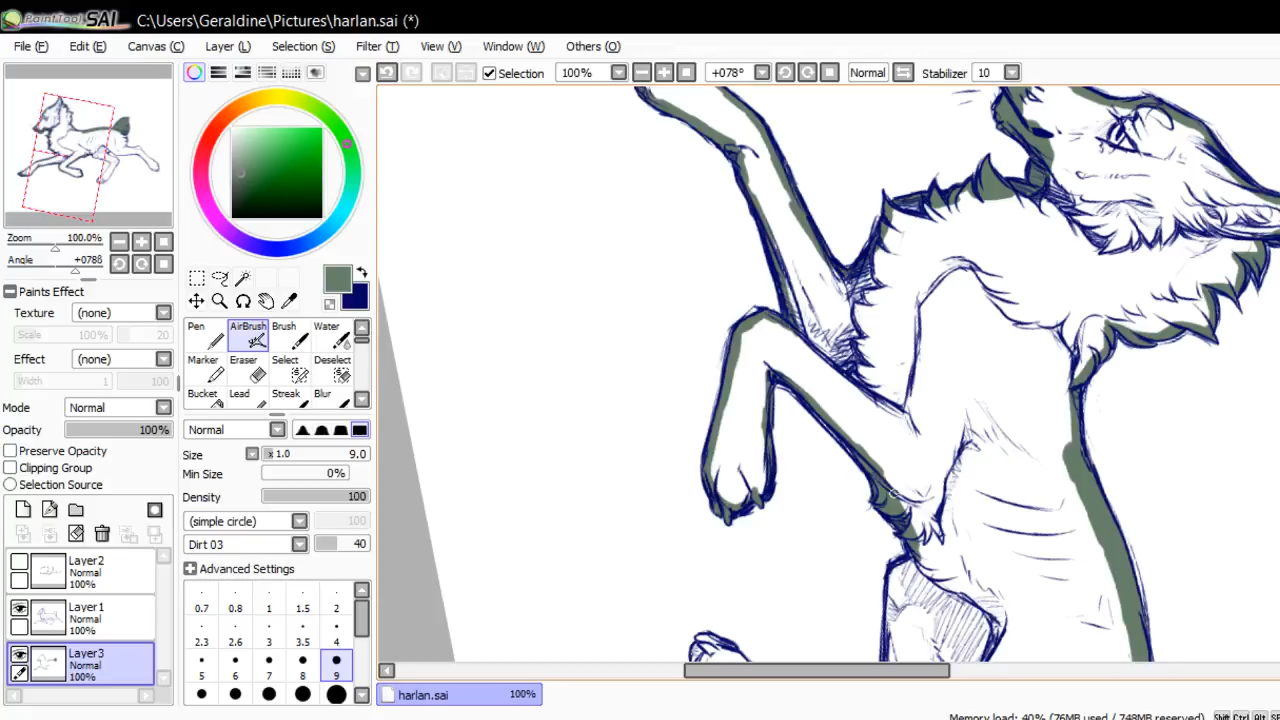 PaintTool SAI C:\Users\Geraldine\Pictures\harlan.sai (*)
File (F) Edit (E) Canvas (C) Layer (L) Selection (S) Filter (T) View (V) Window (W) Others (O)
Selection 100% +078° Normal Stabilizer 10
Zoom 100.0%
Angle +078ß
Paints Effect
Texture (none)
Scale 100% 20
Effect (none)
Width 1 100
Mode Normal
Opacity 100%
Preserve Opacity
Clipping Group
Selection Source
Layer2
Normal
100%
Layer1
Normal
100%
Layer3
Normal
100%
Pen AirBrush Brush Water
Marker Eraser Select Deselect
Bucket Lead Streak Blur
Normal
Size x 1.0 9.0
Min Size 0%
Density 100
(simple circle) 100
Dirt 03 40
Advanced Settings
0.7 0.8 1 1.5 2
2.3 2.6 3 3.5 4
5 6 7 8 9
harlan.sai 100%
Memory load: 40% (76MB used / 748MB reserved) Shift Ctrl Alt